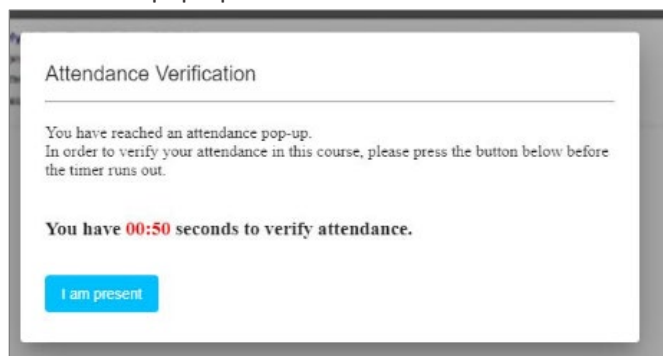 Attendance Verification
You have reached an attendance pop-up.
In order to verify your attendance in this course, please press the button below before
the timer runs out.
You have 00:50 seconds to verify attendance.
I am present